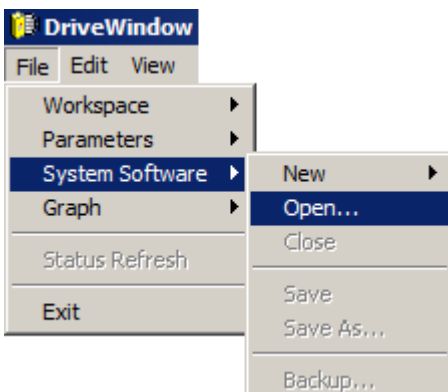 DriveWindow
File Edit View
Workspace
Parameters
System Software
Graph
Status Refresh
Exit
New
Open...
Close
Save
Save As...
Backup...